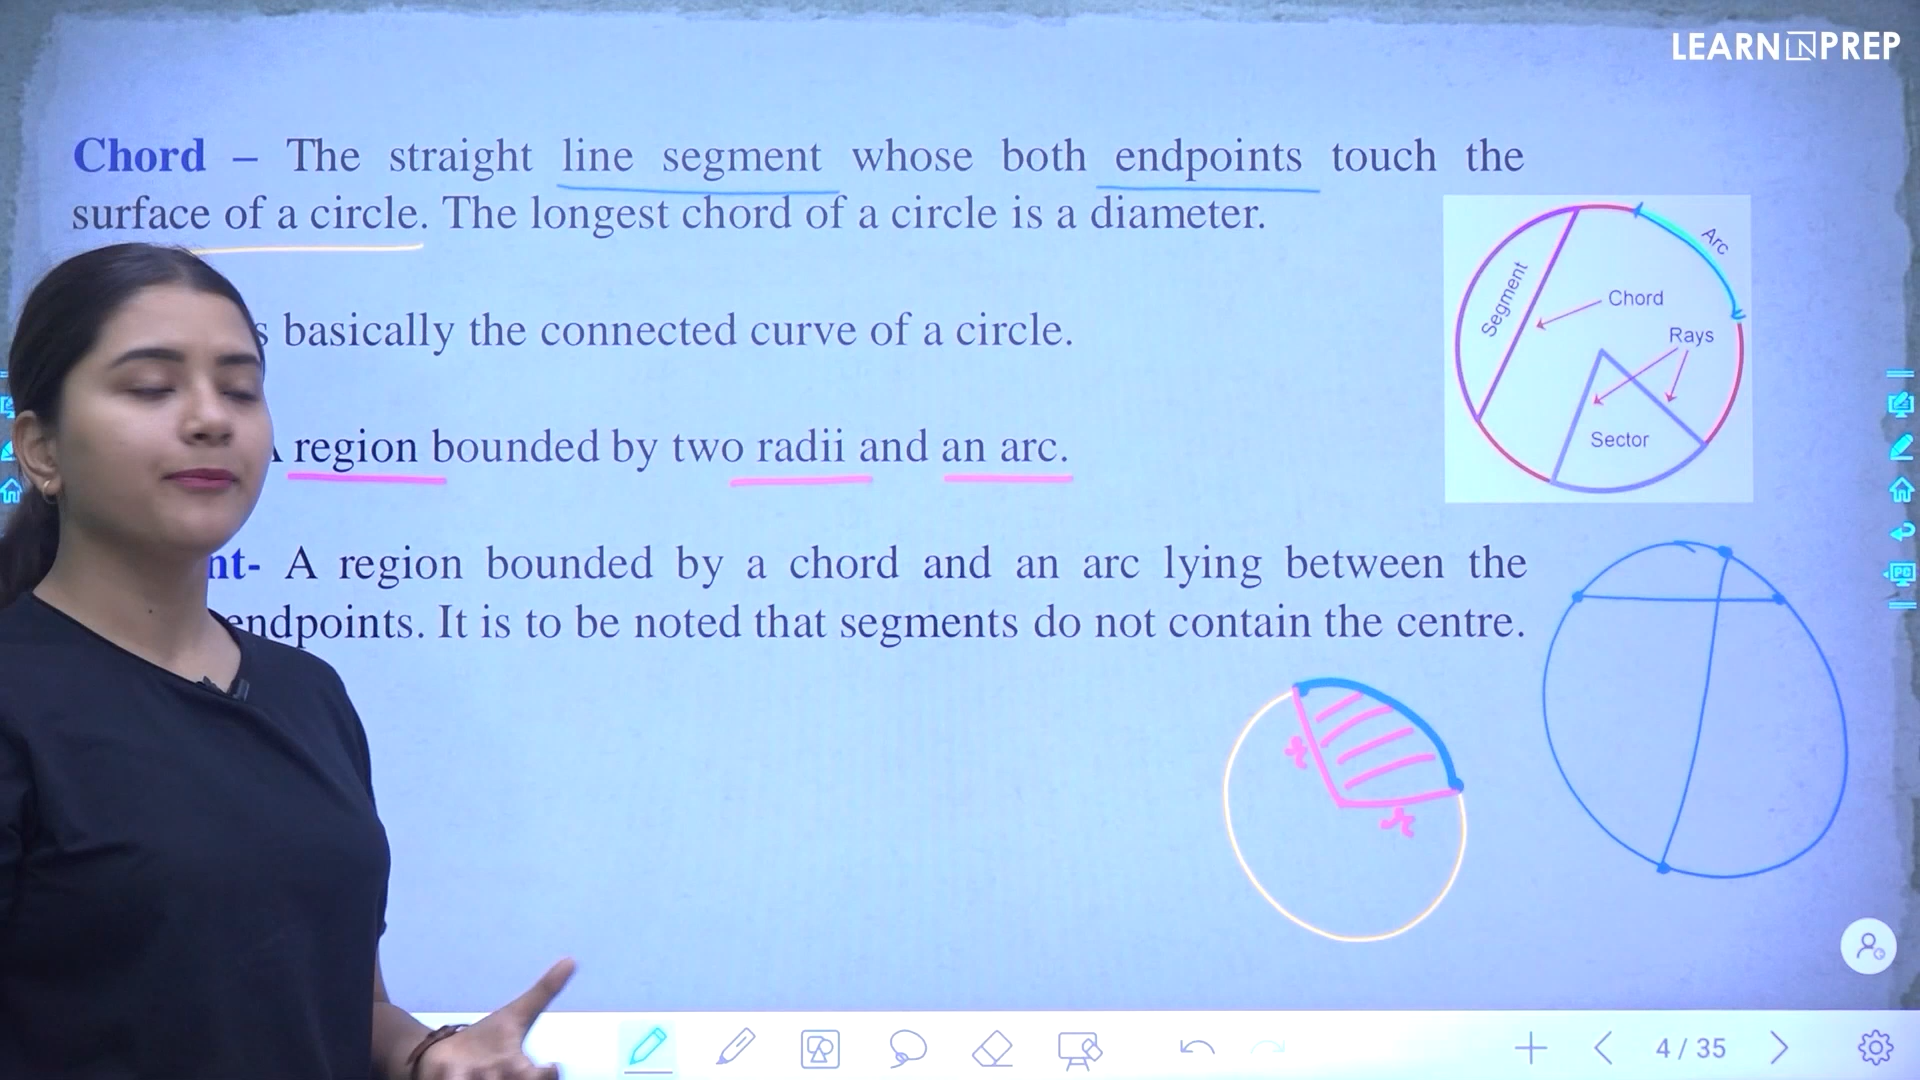 LEARN IN PREP
Chord – The straight line segment whose both endpoints touch the
surface of a circle. The longest chord of a circle is a diameter.
s basically the connected curve of a circle.
region bounded by two radii and an arc.
nt- A region bounded by a chord and an arc lying between the
endpoints. It is to be noted that segments do not contain the centre.
Arc
Segment
Chord
Rays
Sector
r
r
4 / 35